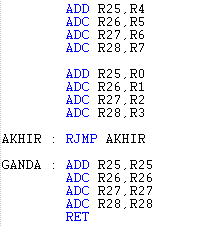 ADD R25,R4
ADC R26,R5
ADC R27,R6
ADC R28,R7
ADD R25,R0
ADC R26,R1
ADC R27,R2
ADC R28,R3
AKHIR : RJMP AKHIR
GANDA : ADD R25,R25
ADC R26,R26
ADC R27,R27
ADC R28,R28
RET